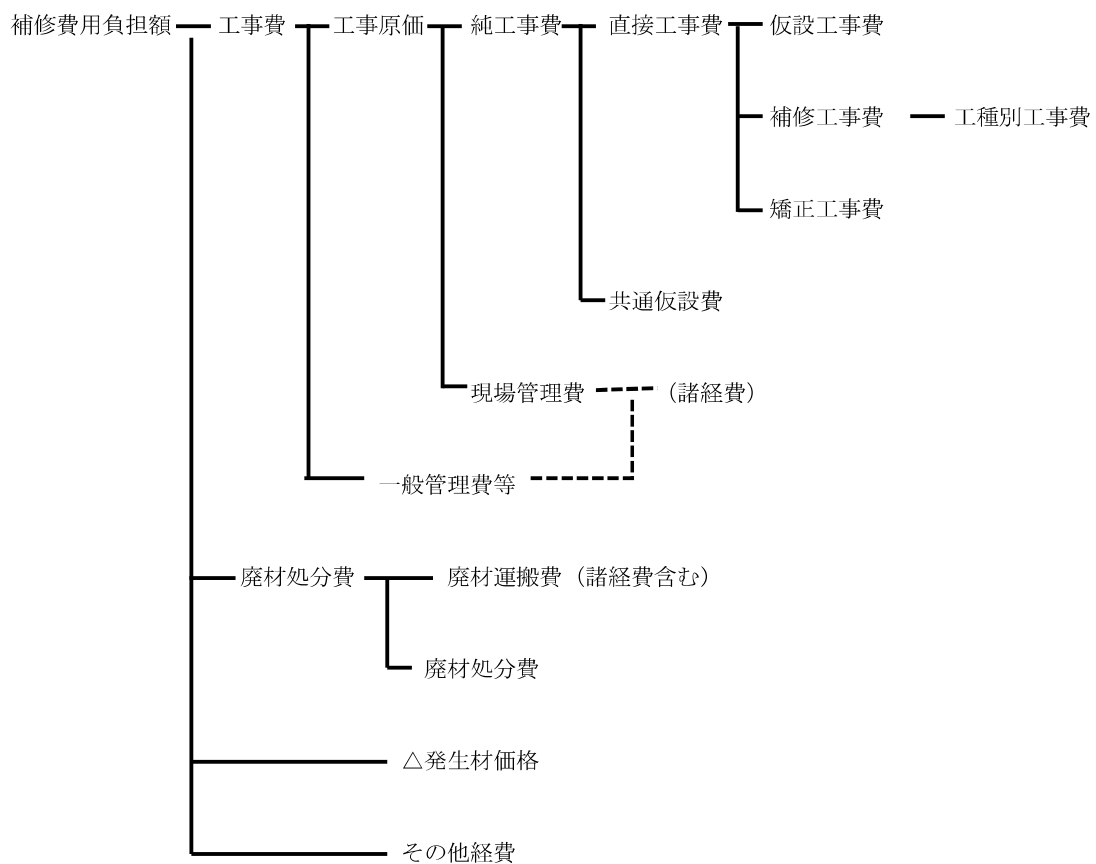 補修費用負担額 工事費 工事原価 純工事費 直接工事費 仮設工事費
補修工事費 工種別工事費
矯正工事費
共通仮設費
現場管理費 （諸経費）
一般管理費等
廃材処分費 廃材運搬費（諸経費含む）
廃材処分費
△発生材価格
その他経費